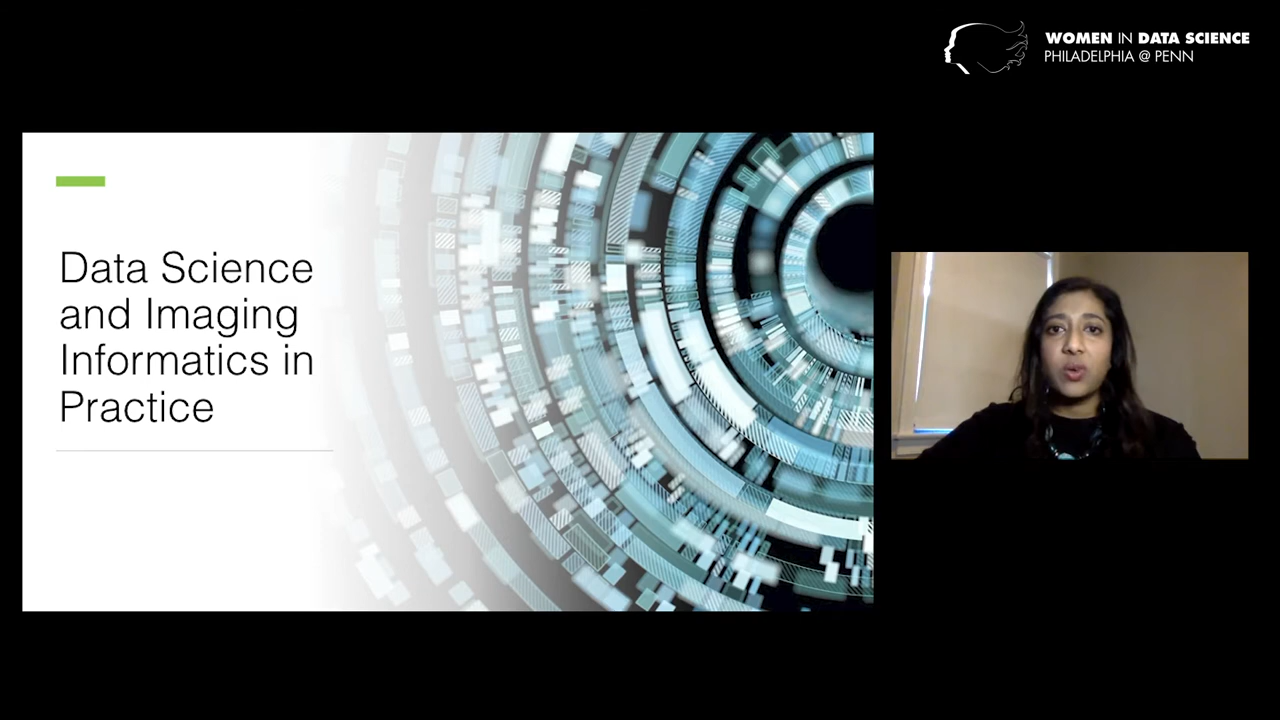 WOMEN IN DATA SCIENCE
PHILADELPHIA @ PENN
Data Science
and Imaging
Informatics in
Practice